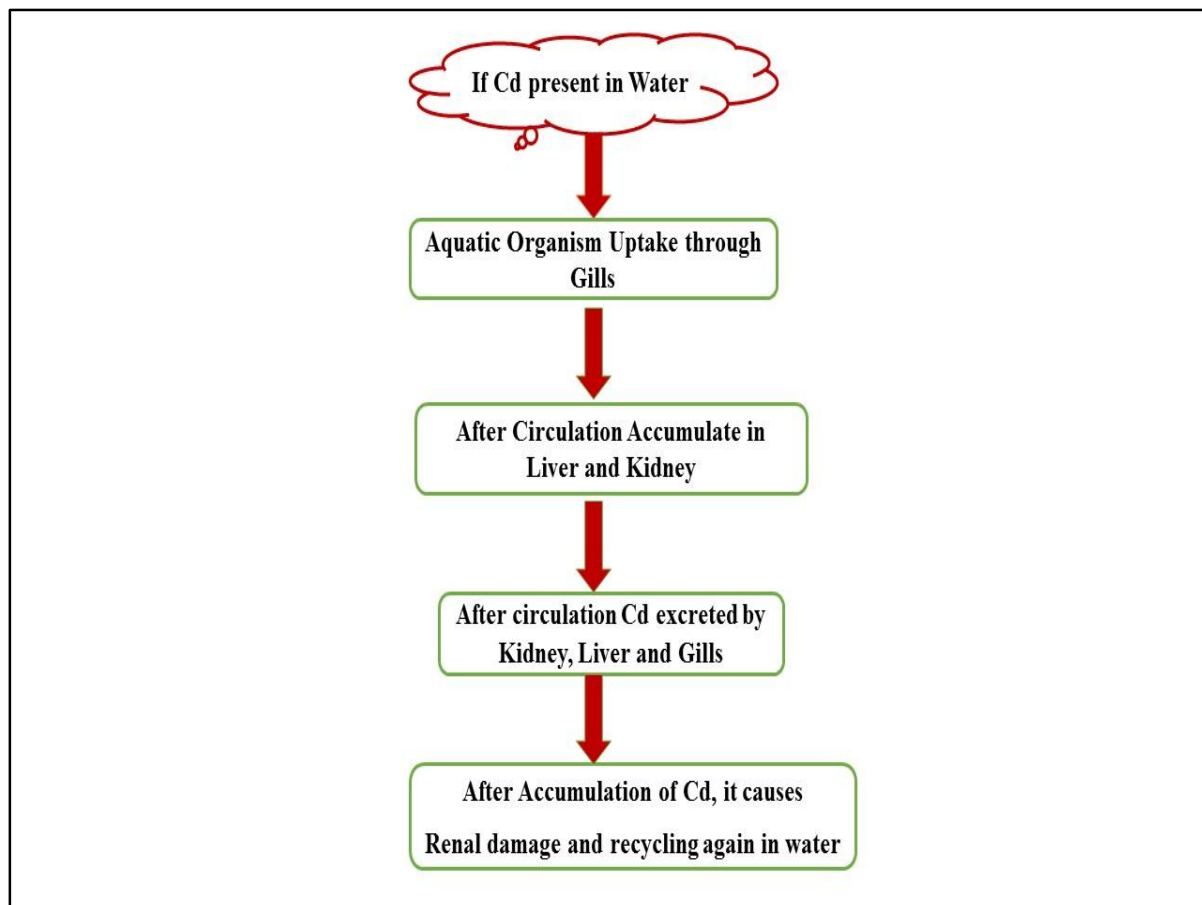 If Cd present in Water
Aquatic Organism Uptake through
Gills
After Circulation Accumulate in
Liver and Kidney
After circulation Cd excreted by
Kidney, Liver and Gills
After Accumulation of Cd, it causes
Renal damage and recycling again in water